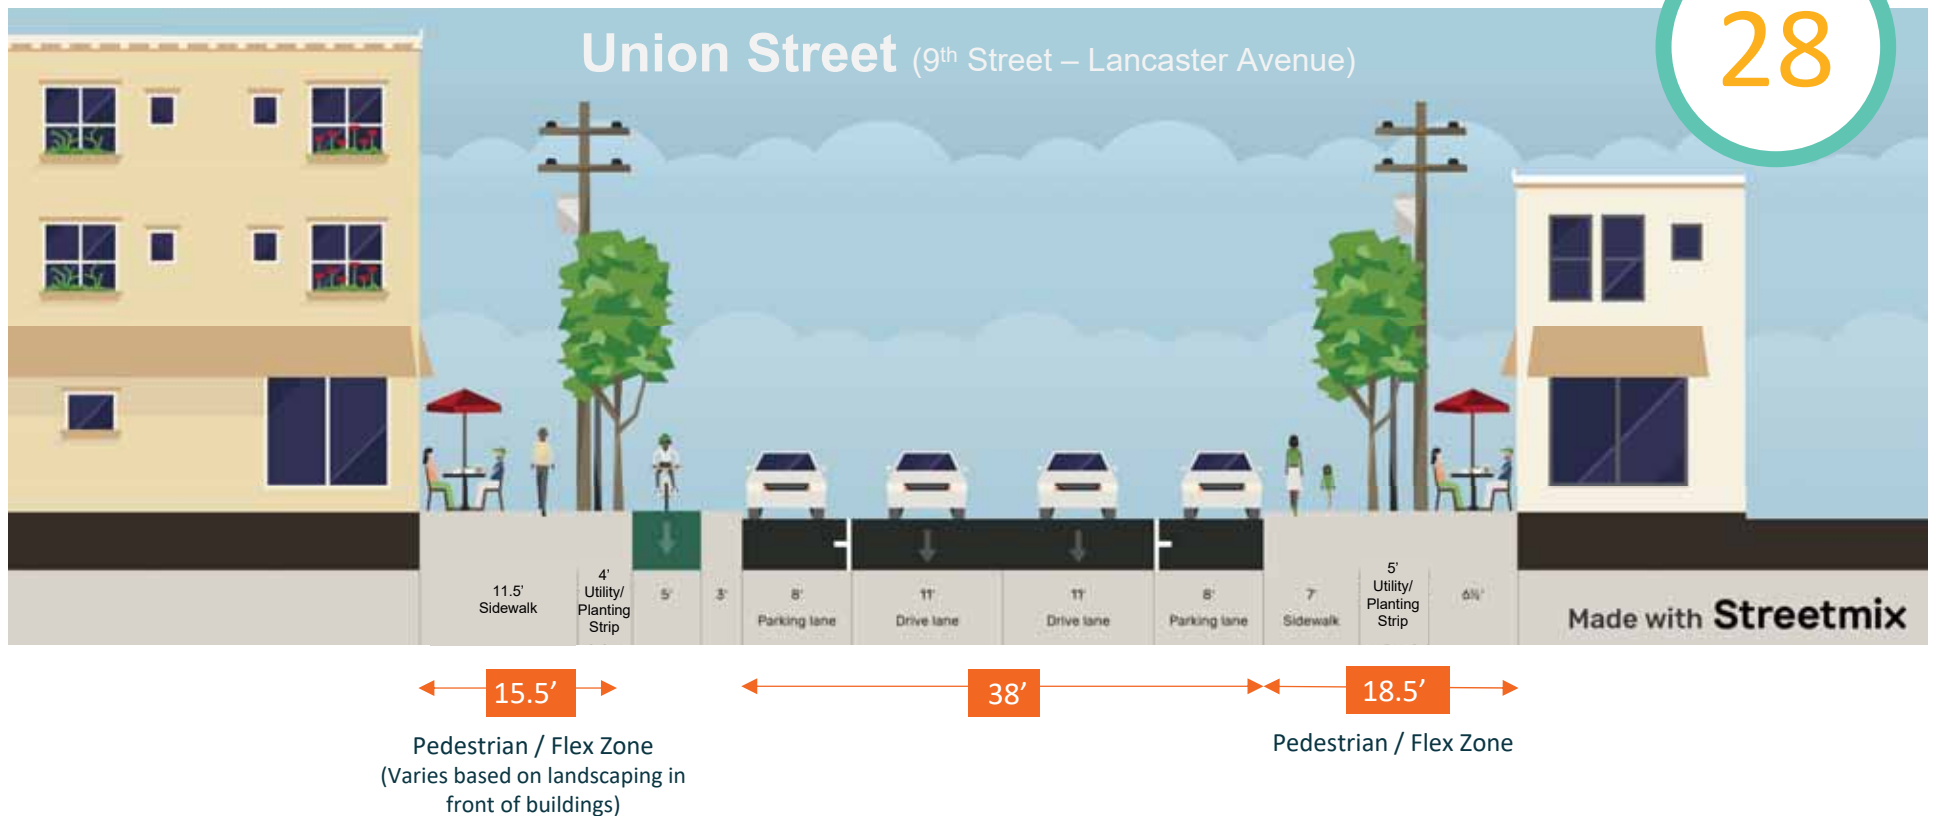 28
Union Street (9th Street – Lancaster Avenue)
11.5'
Sidewalk
4'
Utility/
Planting
Strip
5'
3'
8'
Parking lane
11'
Drive lane
11'
Drive lane
8'
Parking lane
7'
Sidewalk
5'
Utility/
Planting
Strip
6½'
Made with Streetmix
15.5’
38’
18.5’
Pedestrian / Flex Zone
(Varies based on landscaping in
front of buildings)
Pedestrian / Flex Zone